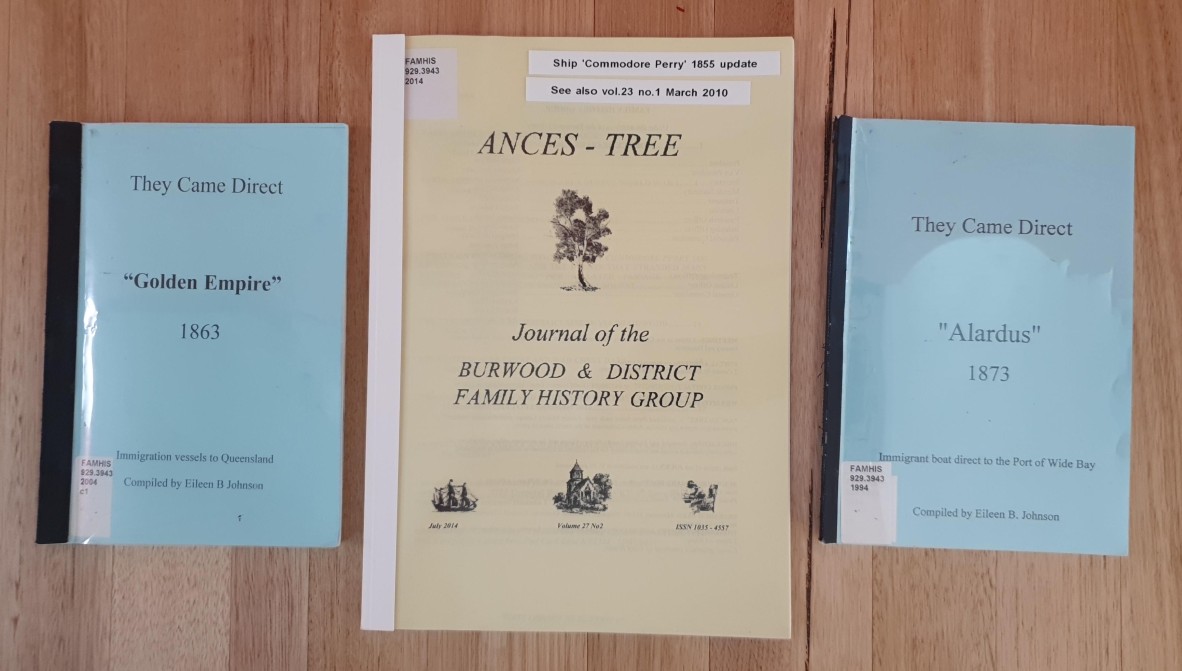 They Came Direct
“Golden Empire”
1863
Immigration vessels to Queensland
Compiled by Eileen B Johnson
FAMHIS
929.3943
2004
c1
FAMHIS
929.3943
2014
Ship 'Commodore Perry' 1855 update
See also vol.23 no.1 March 2010
ANCES - TREE
Journal of the
BURWOOD & DISTRICT
FAMILY HISTORY GROUP
July 2014
Volume 27 No2
ISSN 1035 - 4557
They Came Direct
"Alardus"
1873
Immigrant boat direct to the Port of Wide Bay
Compiled by Eileen B. Johnson
FAMHIS
929.3943
1994